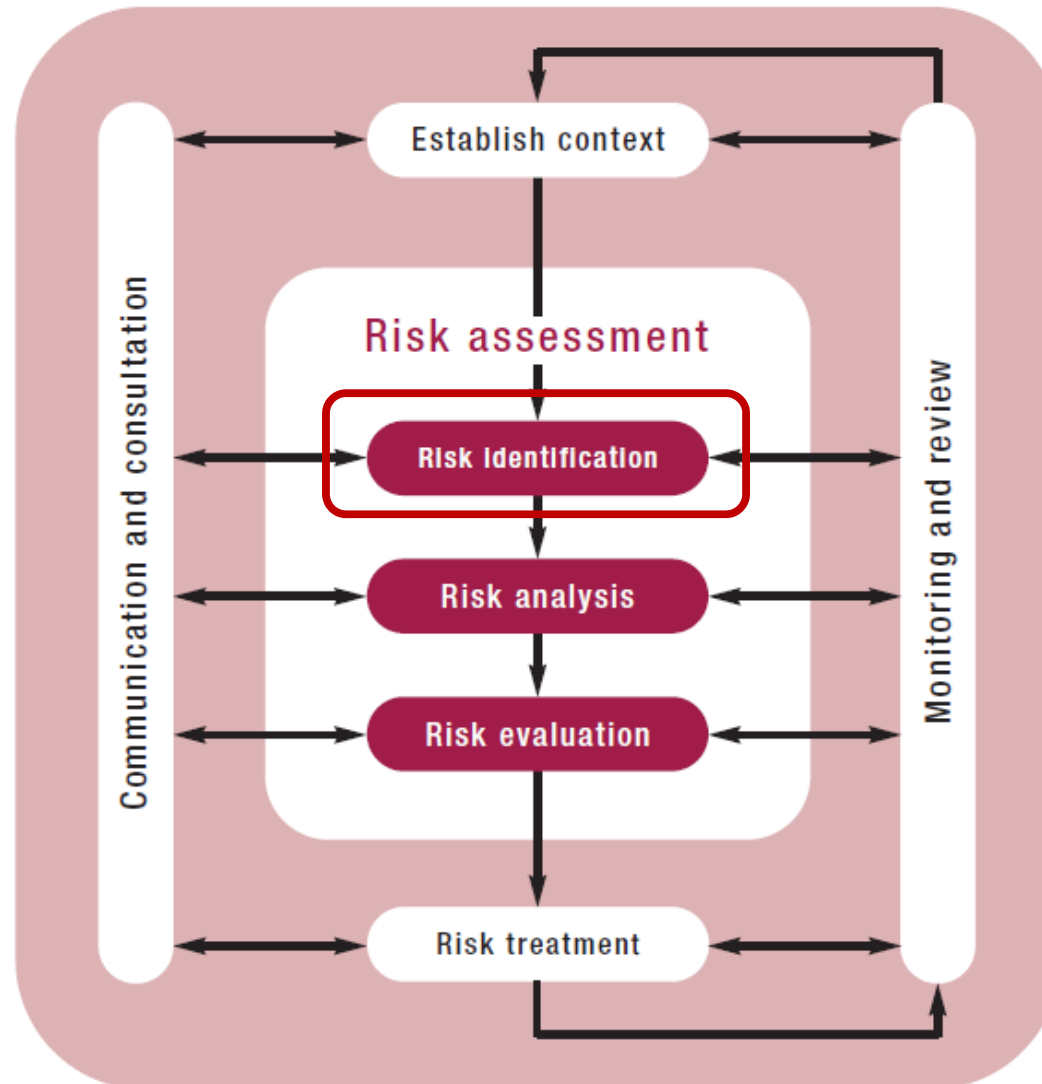 Establish context
Risk assessment
Risk identification
Risk analysis
Risk evaluation
Risk treatment
Communication and consultation
Monitoring and review